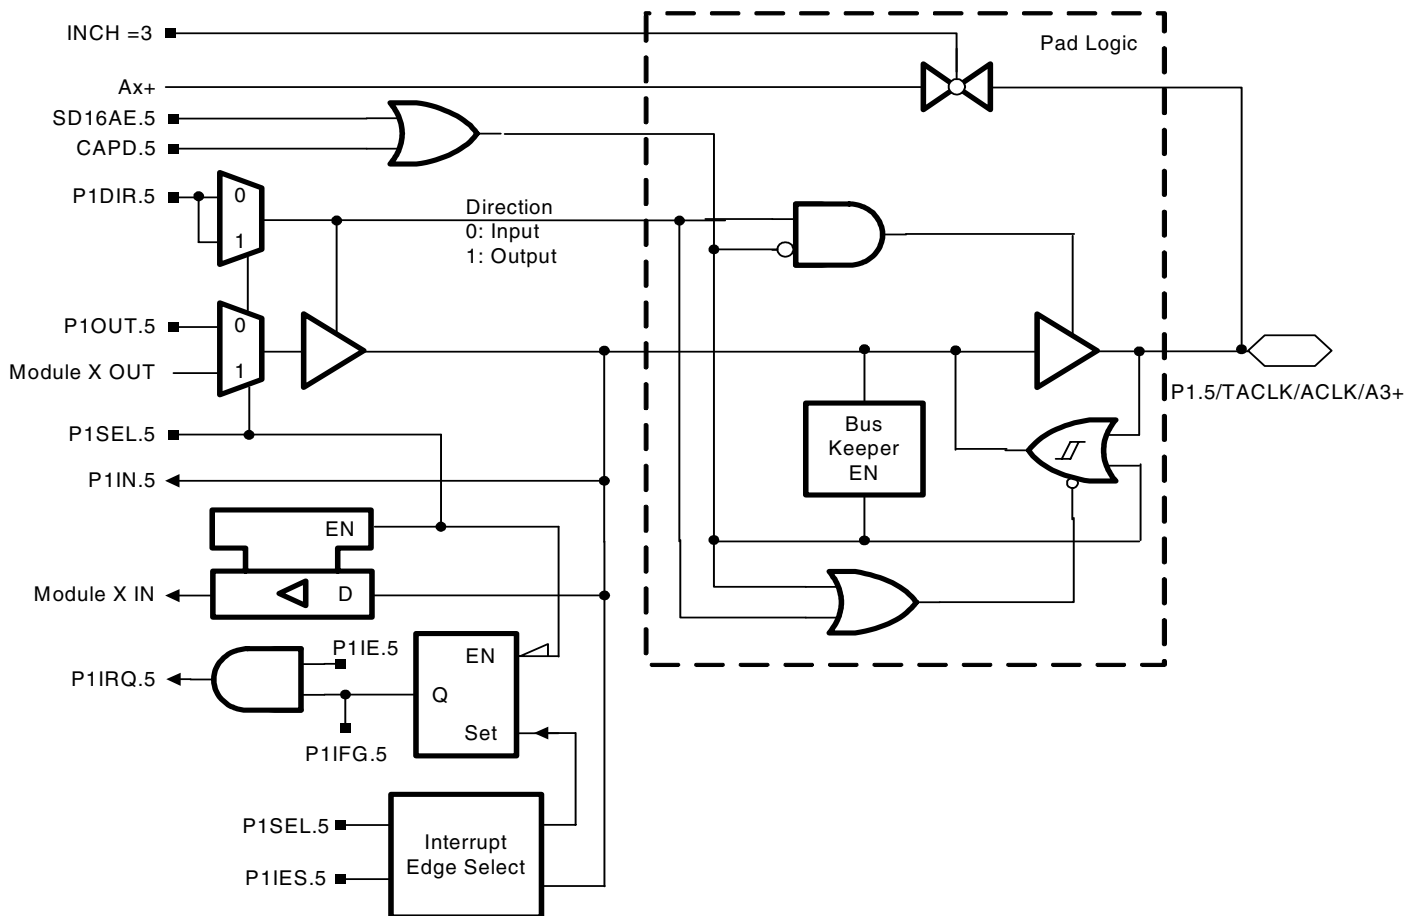 INCH =3
Pad Logic
Ax+
SD16AE.5
CAPD.5
P1DIR.5
0
1
Direction
0: Input
1: Output
P1OUT.5
0
Module X OUT
1
P1.5/TACLK/ACLK/A3+
P1SEL.5
Bus
Keeper
EN
P1IN.5
EN
Module X IN
D
P1IE.5
EN
P1IRQ.5
Q
Set
P1IFG.5
P1SEL.5
Interrupt
Edge Select
P1IES.5